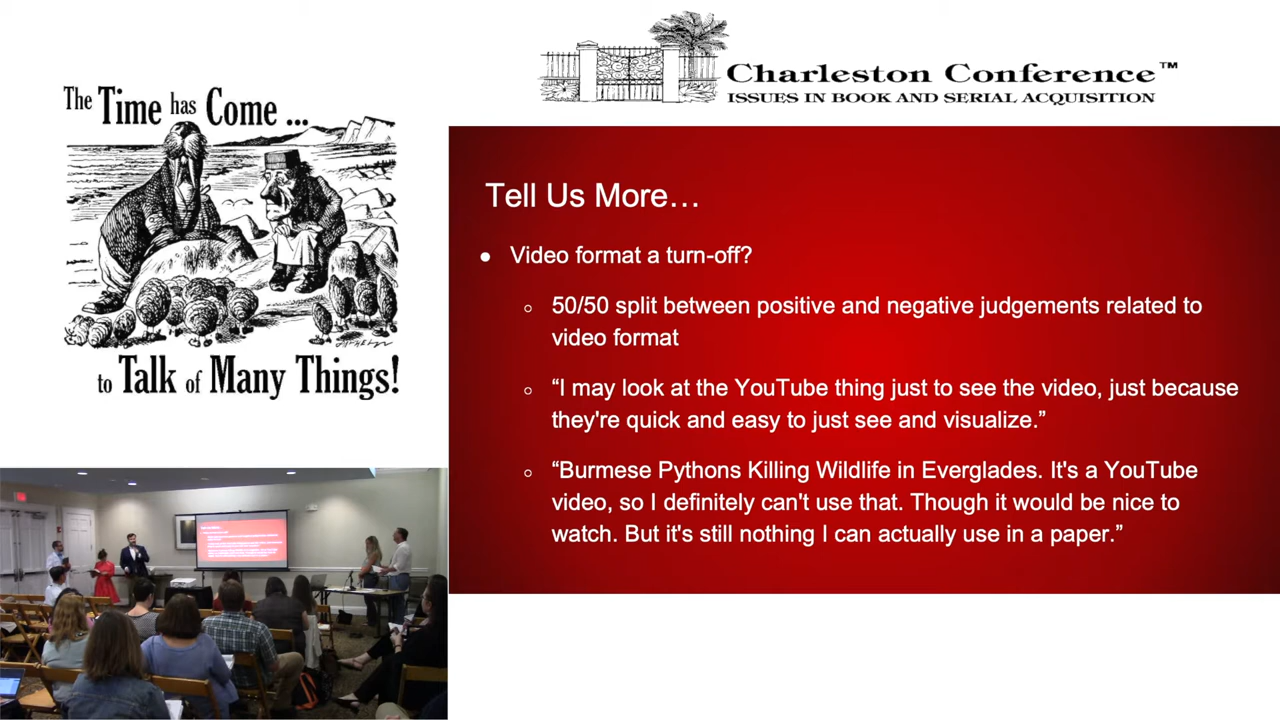 The Time has Come ...
to Talk of Many Things!
Charleston Conference™
ISSUES IN BOOK AND SERIAL ACQUISITION
Tell Us More…
● Video format a turn-off?
○ 50/50 split between positive and negative judgements related to
video format
○ “I may look at the YouTube thing just to see the video, just because
they're quick and easy to just see and visualize.”
○ “Burmese Pythons Killing Wildlife in Everglades. It's a YouTube
video, so I definitely can't use that. Though it would be nice to
watch. But it's still nothing I can actually use in a paper.”